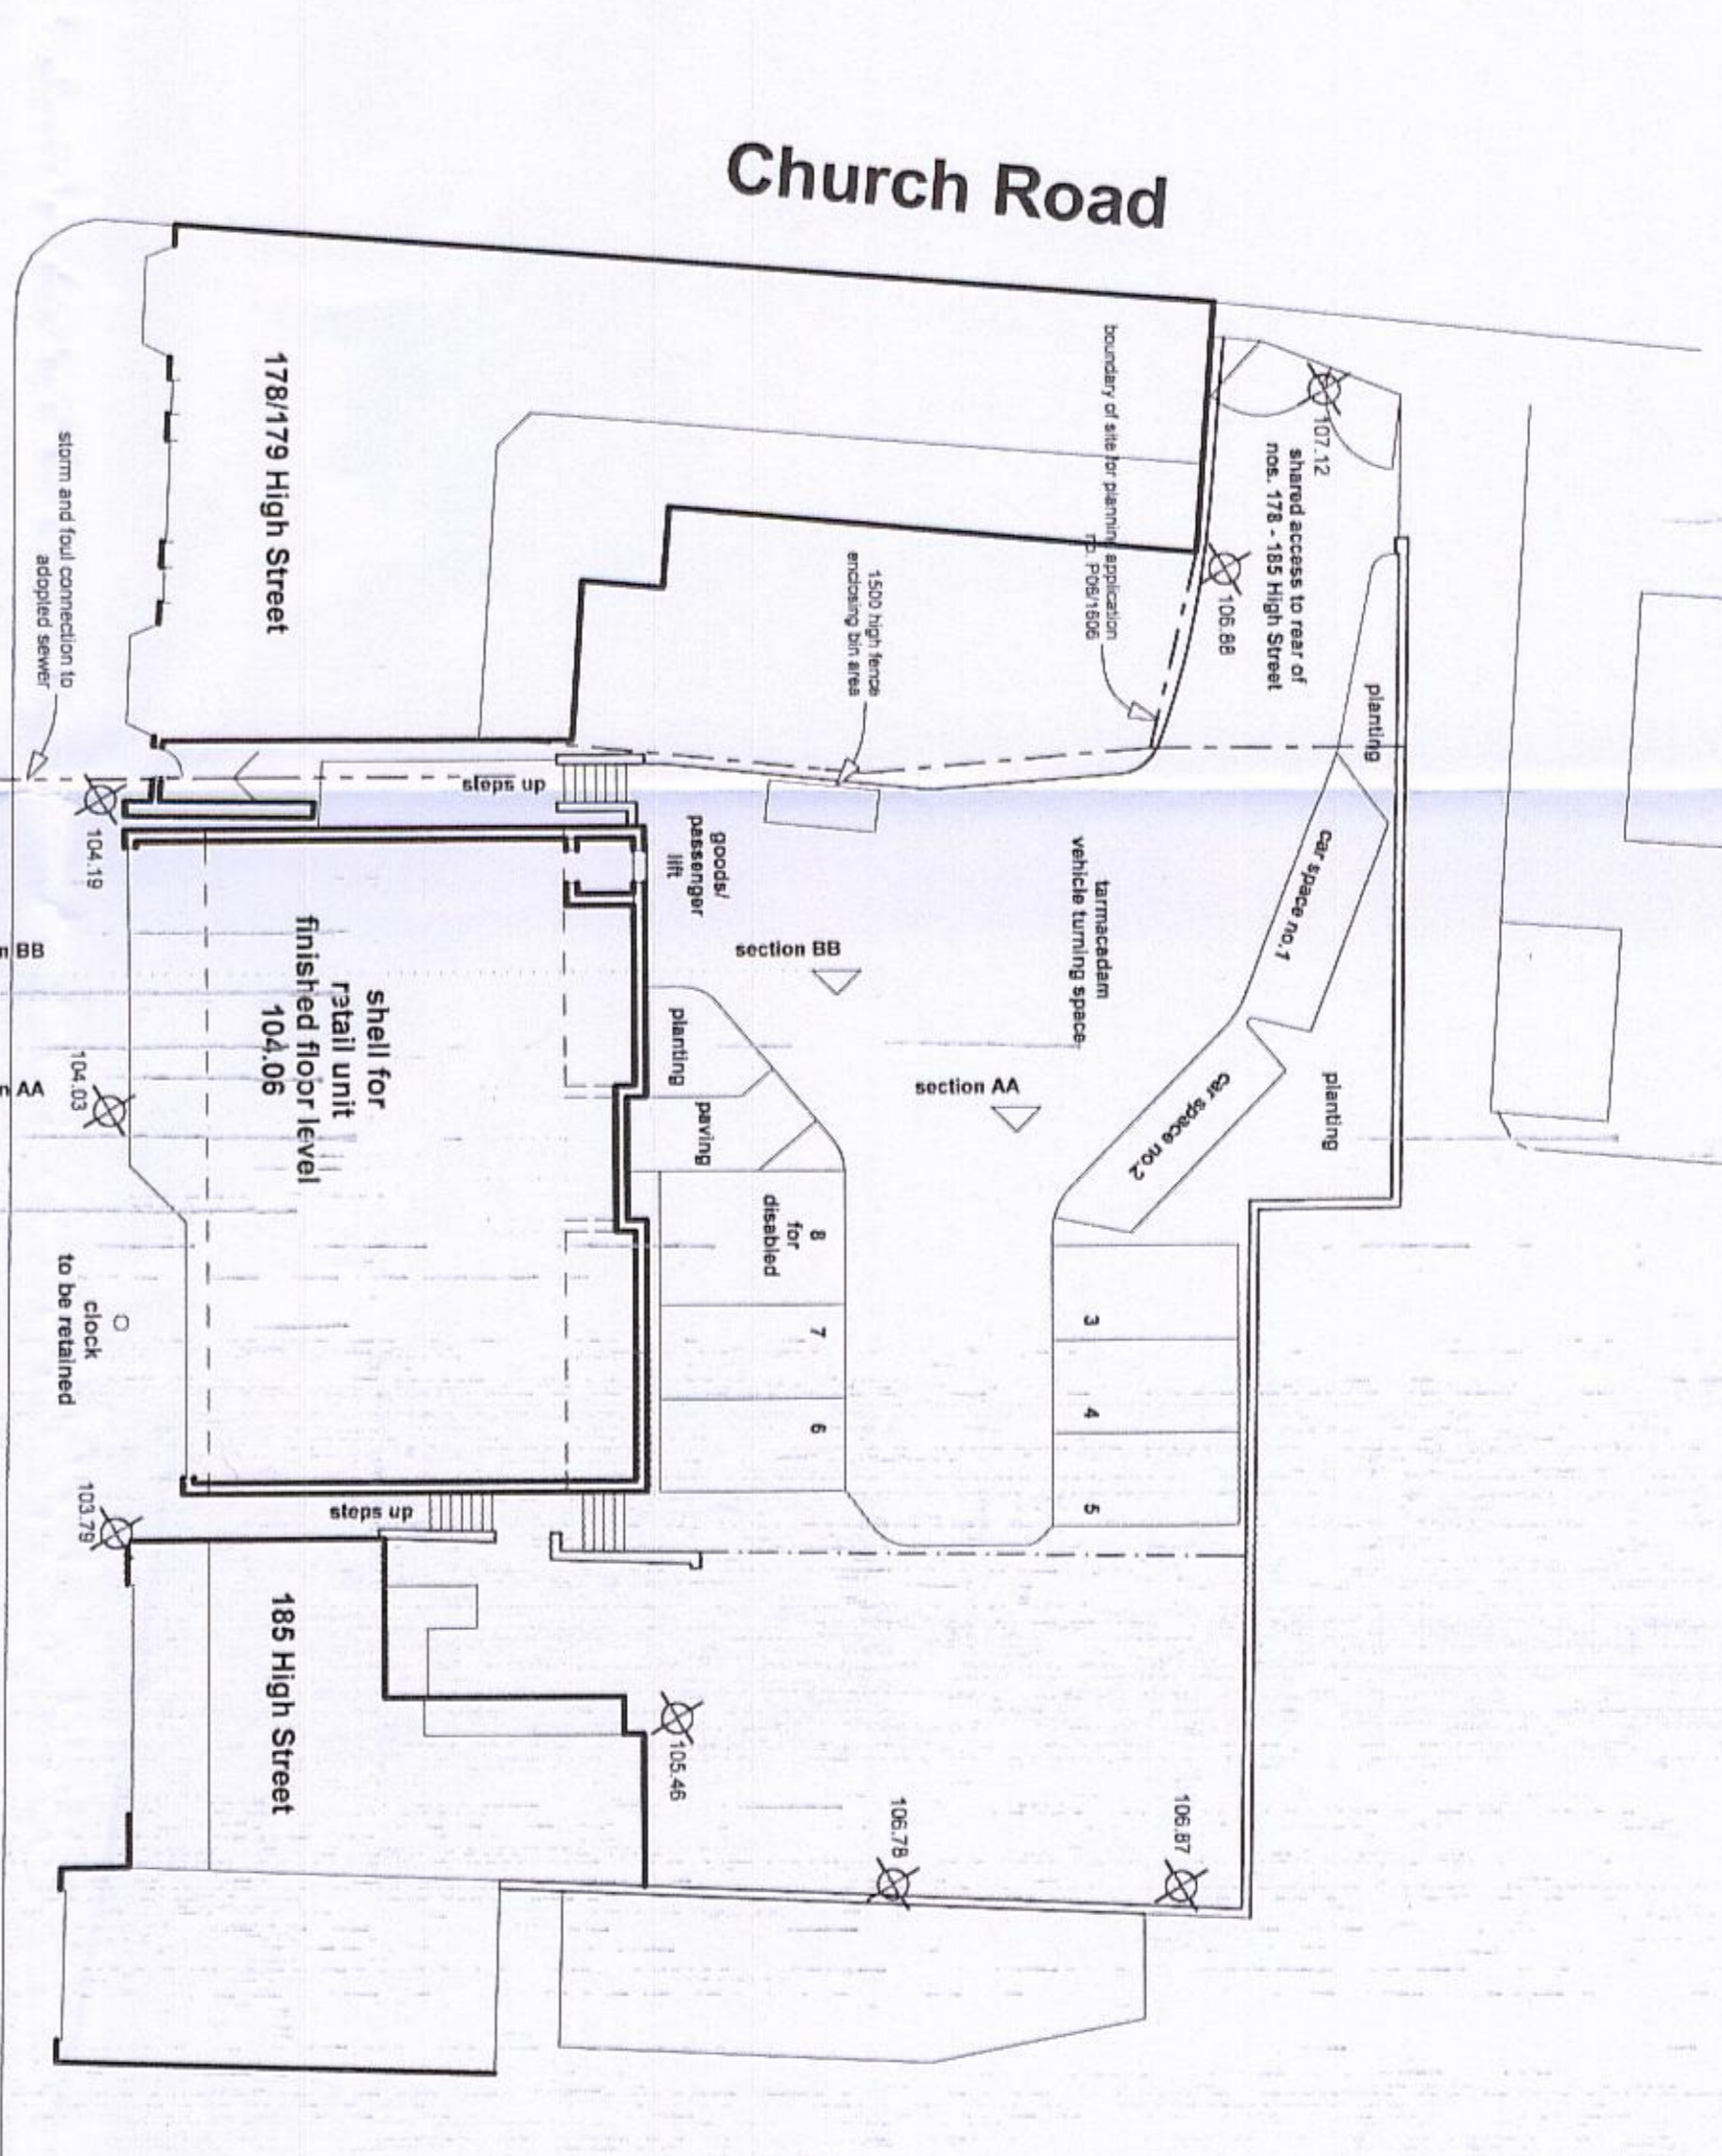 Church Road
178/179 High Street
storm and foul connection to
adopted sewer
boundary of site for planning application
no. P06/1606
1500 high fence
enclosing bin area
107.12
shared access to rear of
nos. 178 - 185 High Street
106.88
planting
steps up
104.19
goods/
passenger
lift
tarmacadam
vehicle turning space
car space no.1
section BB
n BB
section AA
n AA
shell for
retail unit
finished floor level
104.06
104.03
planting
paving
car space no.2
planting
8
for
disabled
7
6
3
4
5
clock
to be retained
103.79
steps up
185 High Street
105.46
106.78
106.87